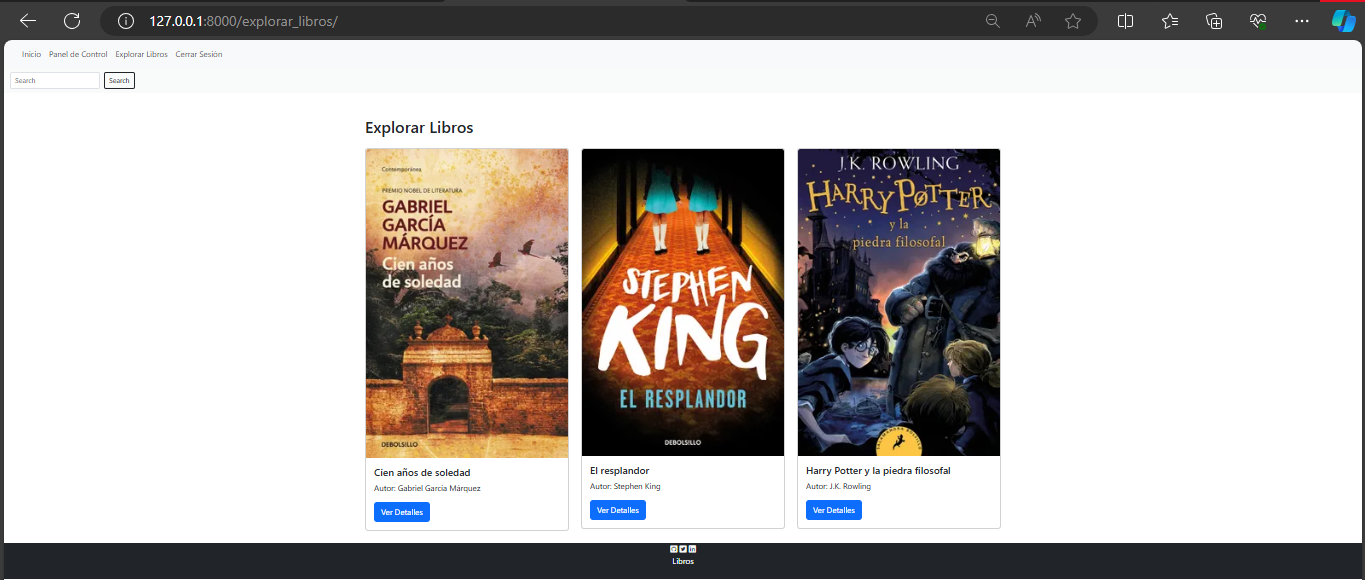 127.0.0.1:8000/explorar_libros/
Inicio Panel de Control Explorar Libros Cerrar Sesión
Search Search
Explorar Libros
Contemporánea
PREMIO NOBEL DE LITERATURA
GABRIEL
GARCÍA
MÁRQUEZ
Cien años
de soledad
DEBOLSILLO
Cien años de soledad
Autor: Gabriel García Márquez
Ver Detalles
STEPHEN
KING
EL RESPLANDOR
DEBOLSILLO
El resplandor
Autor: Stephen King
Ver Detalles
J.K. ROWLING
HARRY POTTER
y la
piedra filosofal
Harry Potter y la piedra filosofal
Autor: J.K. Rowling
Ver Detalles
Libros